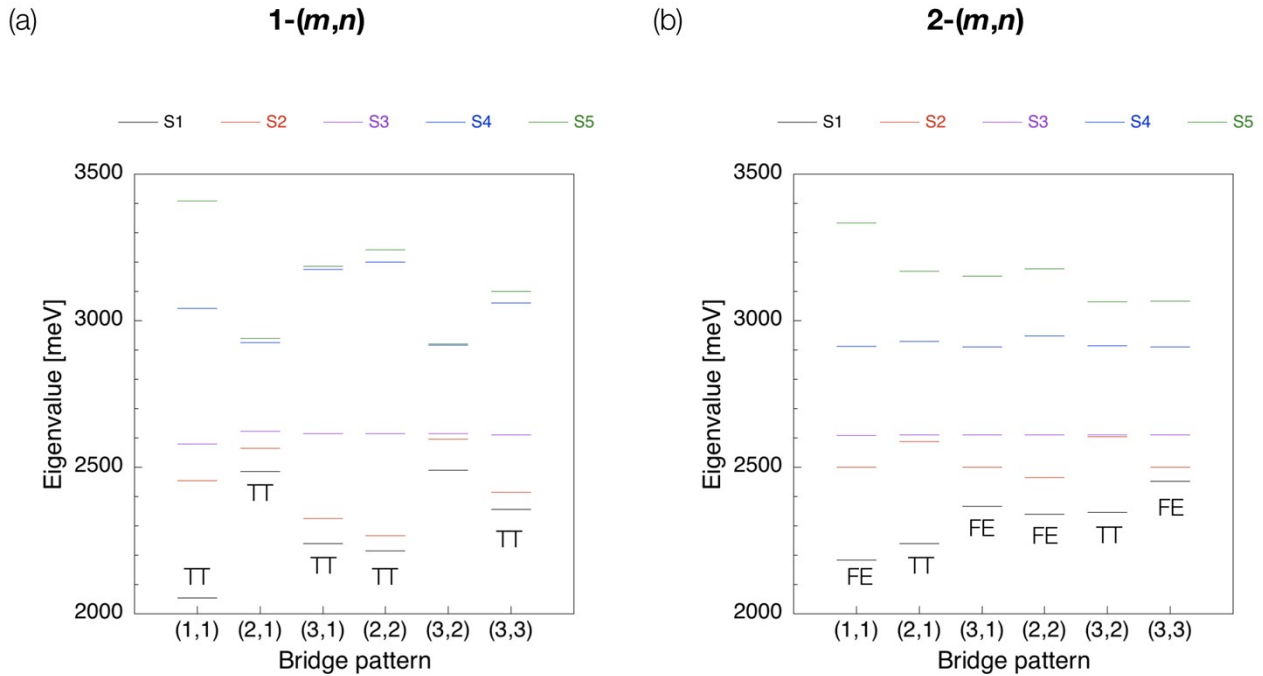 (a) 1-(m,n)
S1 S2 S3 S4 S5
3500
3000
2500
2000
Eigenvalue [meV]
TT
TT
TT
TT
TT
(1,1) (2,1) (3,1) (2,2) (3,2) (3,3)
Bridge pattern
(b) 2-(m,n)
S1 S2 S3 S4 S5
3500
3000
2500
2000
Eigenvalue [meV]
FE
TT
FE
FE
TT
FE
(1,1) (2,1) (3,1) (2,2) (3,2) (3,3)
Bridge pattern